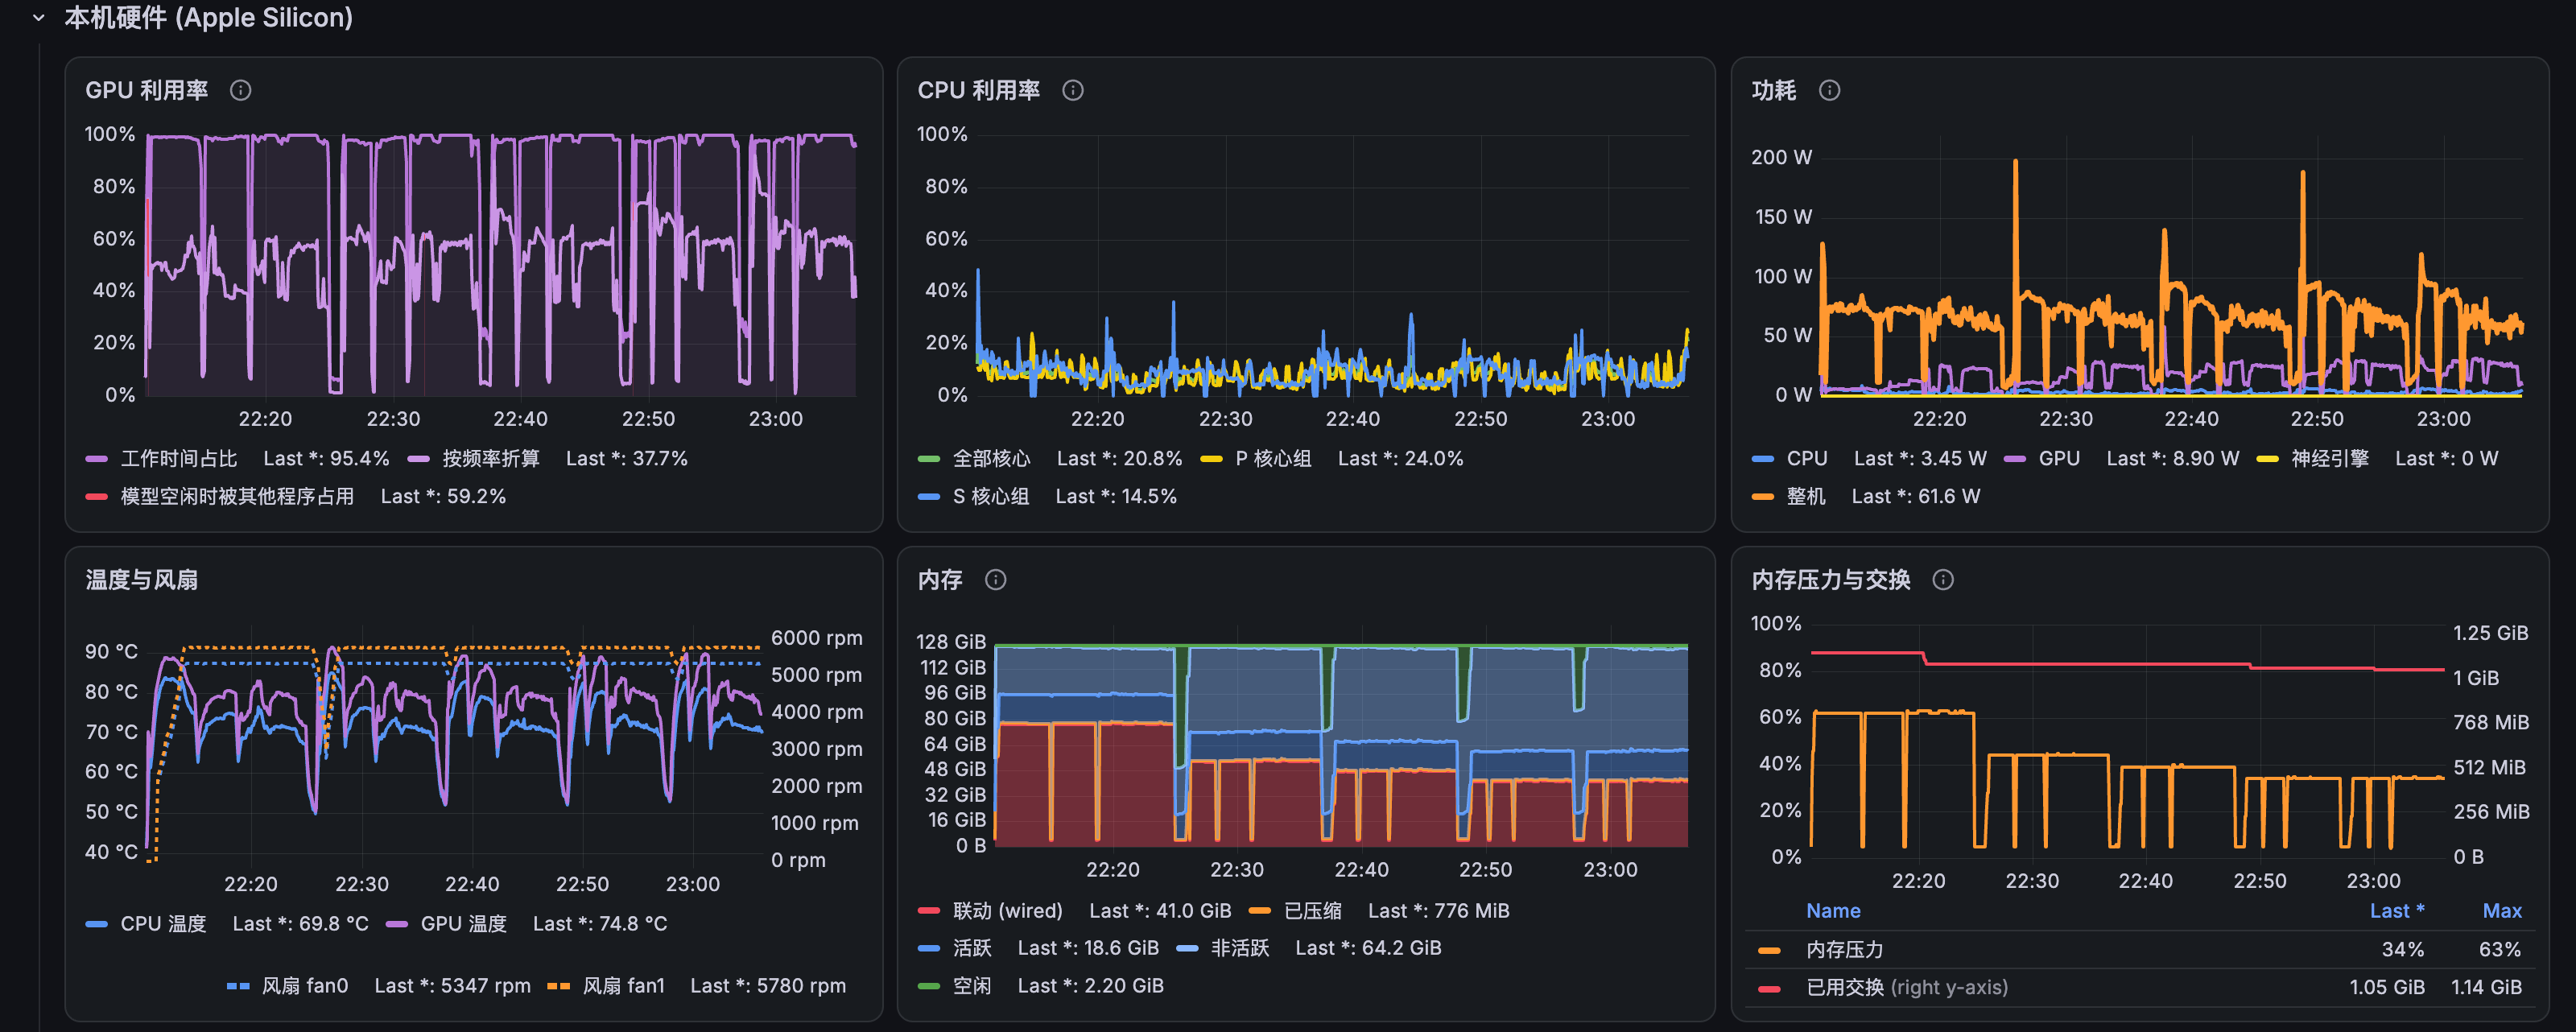 本机硬件 (Apple Silicon)
GPU 利用率
100%
80%
60%
40%
20%
0%
22:20 22:30 22:40 22:50 23:00
工作时间占比 Last *: 95.4% 按频率折算 Last *: 37.7%
模型空闲时被其他程序占用 Last *: 59.2%
CPU 利用率
100%
80%
60%
40%
20%
0%
22:20 22:30 22:40 22:50 23:00
全部核心 Last *: 20.8% P 核心组 Last *: 24.0%
S 核心组 Last *: 14.5%
功耗
200 W
150 W
100 W
50 W
0 W
22:20 22:30 22:40 22:50 23:00
CPU Last *: 3.45 W GPU Last *: 8.90 W 神经引擎 Last *: 0 W
整机 Last *: 61.6 W
温度与风扇
90 °C 6000 rpm
80 °C 5000 rpm
70 °C 4000 rpm
60 °C 3000 rpm
50 °C 2000 rpm
40 °C 1000 rpm
0 rpm
22:20 22:30 22:40 22:50 23:00
CPU 温度 Last *: 69.8 °C GPU 温度 Last *: 74.8 °C
风扇 fan0 Last *: 5347 rpm 风扇 fan1 Last *: 5780 rpm
内存
128 GiB
112 GiB
96 GiB
80 GiB
64 GiB
48 GiB
32 GiB
16 GiB
0 B
22:20 22:30 22:40 22:50 23:00
联动 (wired) Last *: 41.0 GiB 已压缩 Last *: 776 MiB
活跃 Last *: 18.6 GiB 非活跃 Last *: 64.2 GiB
空闲 Last *: 2.20 GiB
内存压力与交换
100% 1.25 GiB
80% 1 GiB
60% 768 MiB
40% 512 MiB
20% 256 MiB
0% 0 B
22:20 22:30 22:40 22:50 23:00
Name Last * Max
内存压力 34% 63%
已用交换 (right y-axis) 1.05 GiB 1.14 GiB